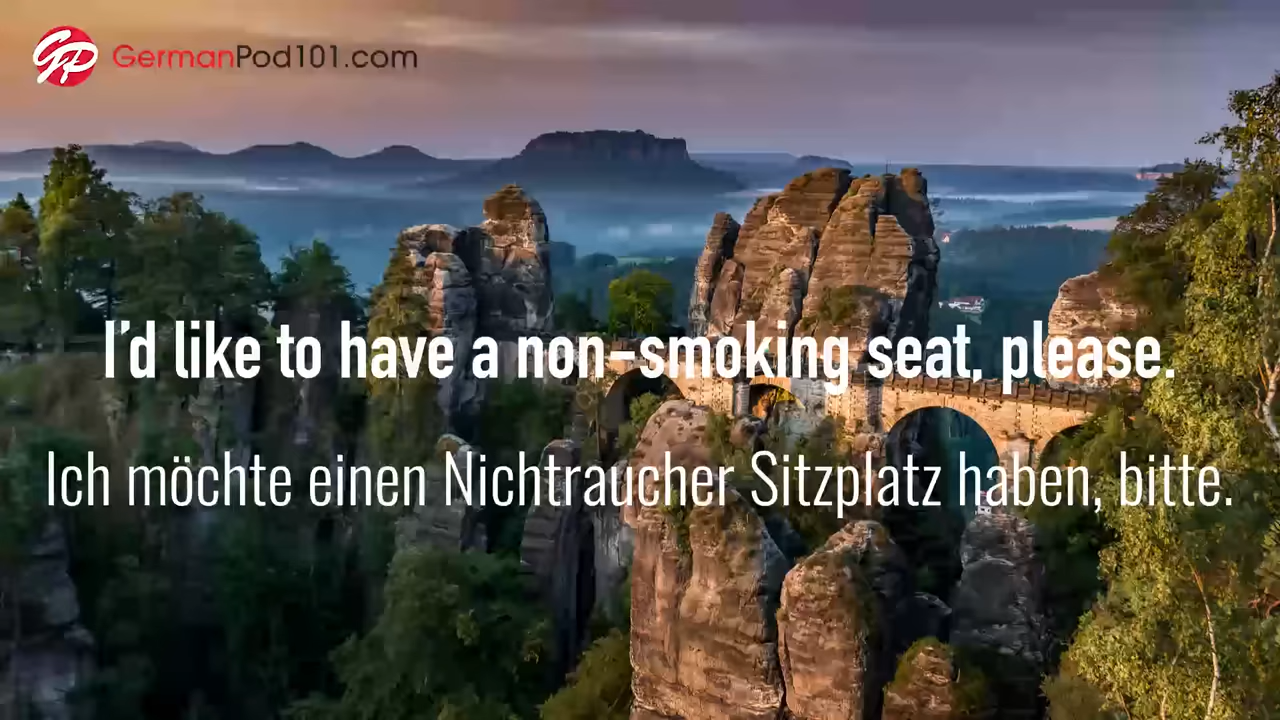 GP GermanPod101.com
I'd like to have a non-smoking seat, please.
Ich möchte einen Nichtraucher Sitzplatz haben, bitte.